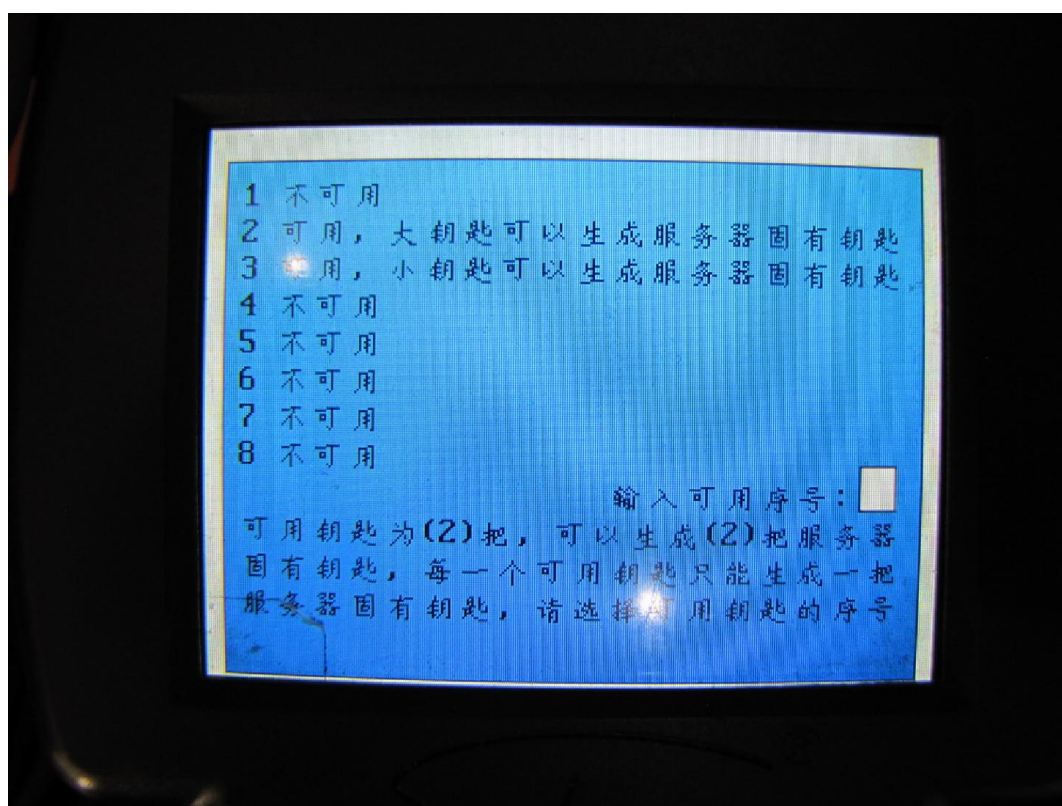 1 不可用
2 可用，大钥匙可以生成服务器固有钥匙
3 可用，小钥匙可以生成服务器固有钥匙
4 不可用
5 不可用
6 不可用
7 不可用
8 不可用
输入可用序号：
可用钥匙为(2)把，可以生成(2)把服务器
固有钥匙，每一个可用钥匙只能生成一把
服务器固有钥匙，请选择可用钥匙的序号